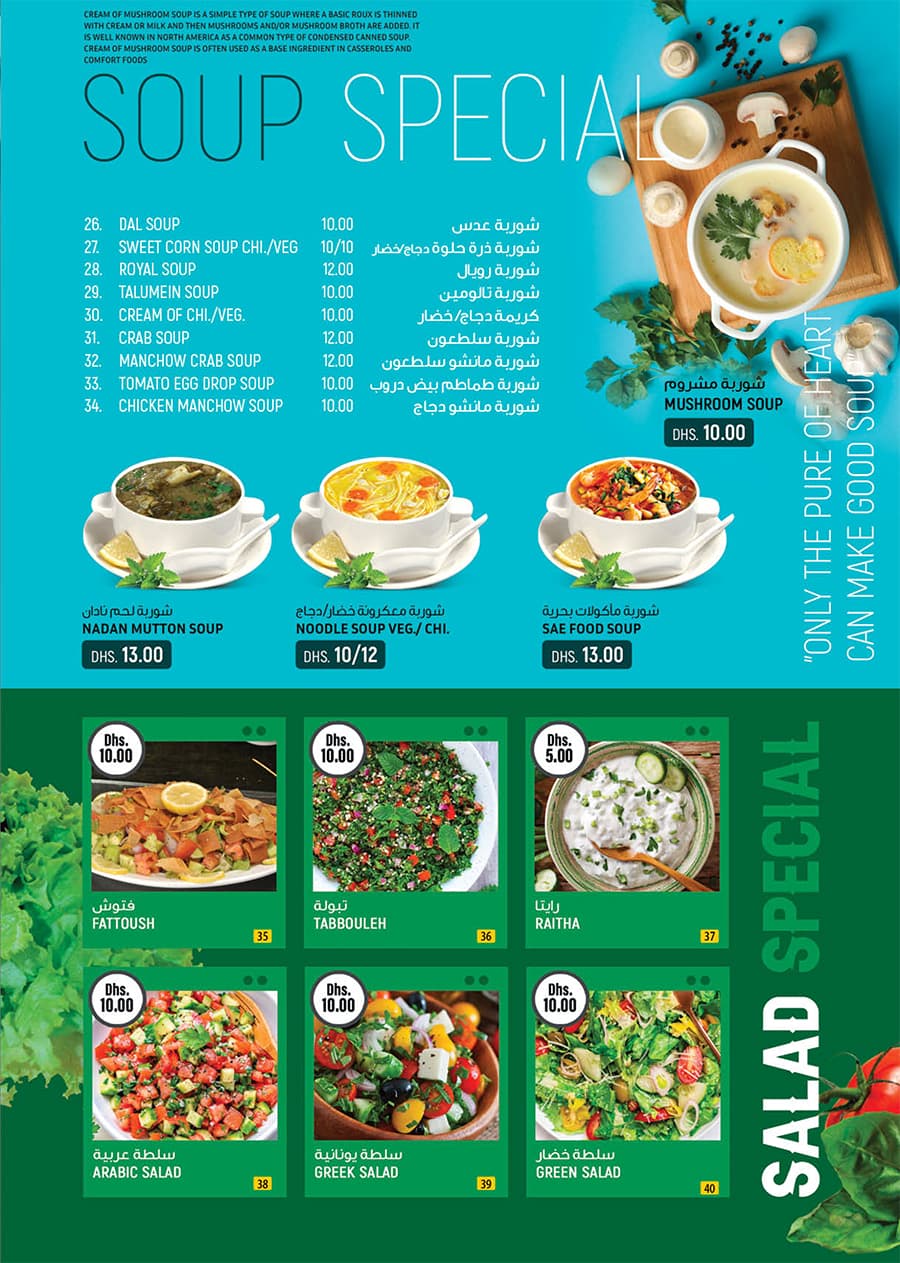 CREAM OF MUSHROOM SOUP IS A SIMPLE TYPE OF SOUP WHERE A BASIC ROUX IS THINNED
WITH CREAM OR MILK AND THEN MUSHROOMS AND/OR MUSHROOM BROTH ARE ADDED. IT
IS WELL KNOWN IN NORTH AMERICA AS A COMMON TYPE OF CONDENSED CANNED SOUP.
CREAM OF MUSHROOM SOUP IS OFTEN USED AS A BASE INGREDIENT IN CASSEROLES AND
COMFORT FOODS
SOUP SPECIAL
26. DAL SOUP 10.00 شوربة عدس
27. SWEET CORN SOUP CHI./VEG 10/10 شوربة ذرة حلوة دجاج/خضار
28. ROYAL SOUP 12.00 شوربة رويال
29. TALUMEIN SOUP 10.00 شوربة تالومين
30. CREAM OF CHI./VEG. 10.00 كريمة دجاج/خضار
31. CRAB SOUP 12.00 شوربة سلطعون
32. MANCHOW CRAB SOUP 12.00 شوربة مانشو سلطعون
33. TOMATO EGG DROP SOUP 10.00 شوربة طماطم بيض دروب
34. CHICKEN MANCHOW SOUP 10.00 شوربة مانشو دجاج
شوربة مشروم
MUSHROOM SOUP
DHS. 10.00
"ONLY THE PURE OF HEART
CAN MAKE GOOD SOUP
شوربة لحم نادان
NADAN MUTTON SOUP
DHS. 13.00
شوربة معكرونة خضار/دجاج
NOODLE SOUP VEG./ CHI.
DHS. 10/12
شوربة مأكولات بحرية
SAE FOOD SOUP
DHS. 13.00
SALAD SPECIAL
Dhs.
10.00
فتوش
FATTOUSH
35
Dhs.
10.00
تبولة
TABBOULEH
36
Dhs.
5.00
رايتا
RAITHA
37
Dhs.
10.00
سلطة عربية
ARABIC SALAD
38
Dhs.
10.00
سلطة يونانية
GREEK SALAD
39
Dhs.
10.00
سلطة خضار
GREEN SALAD
40